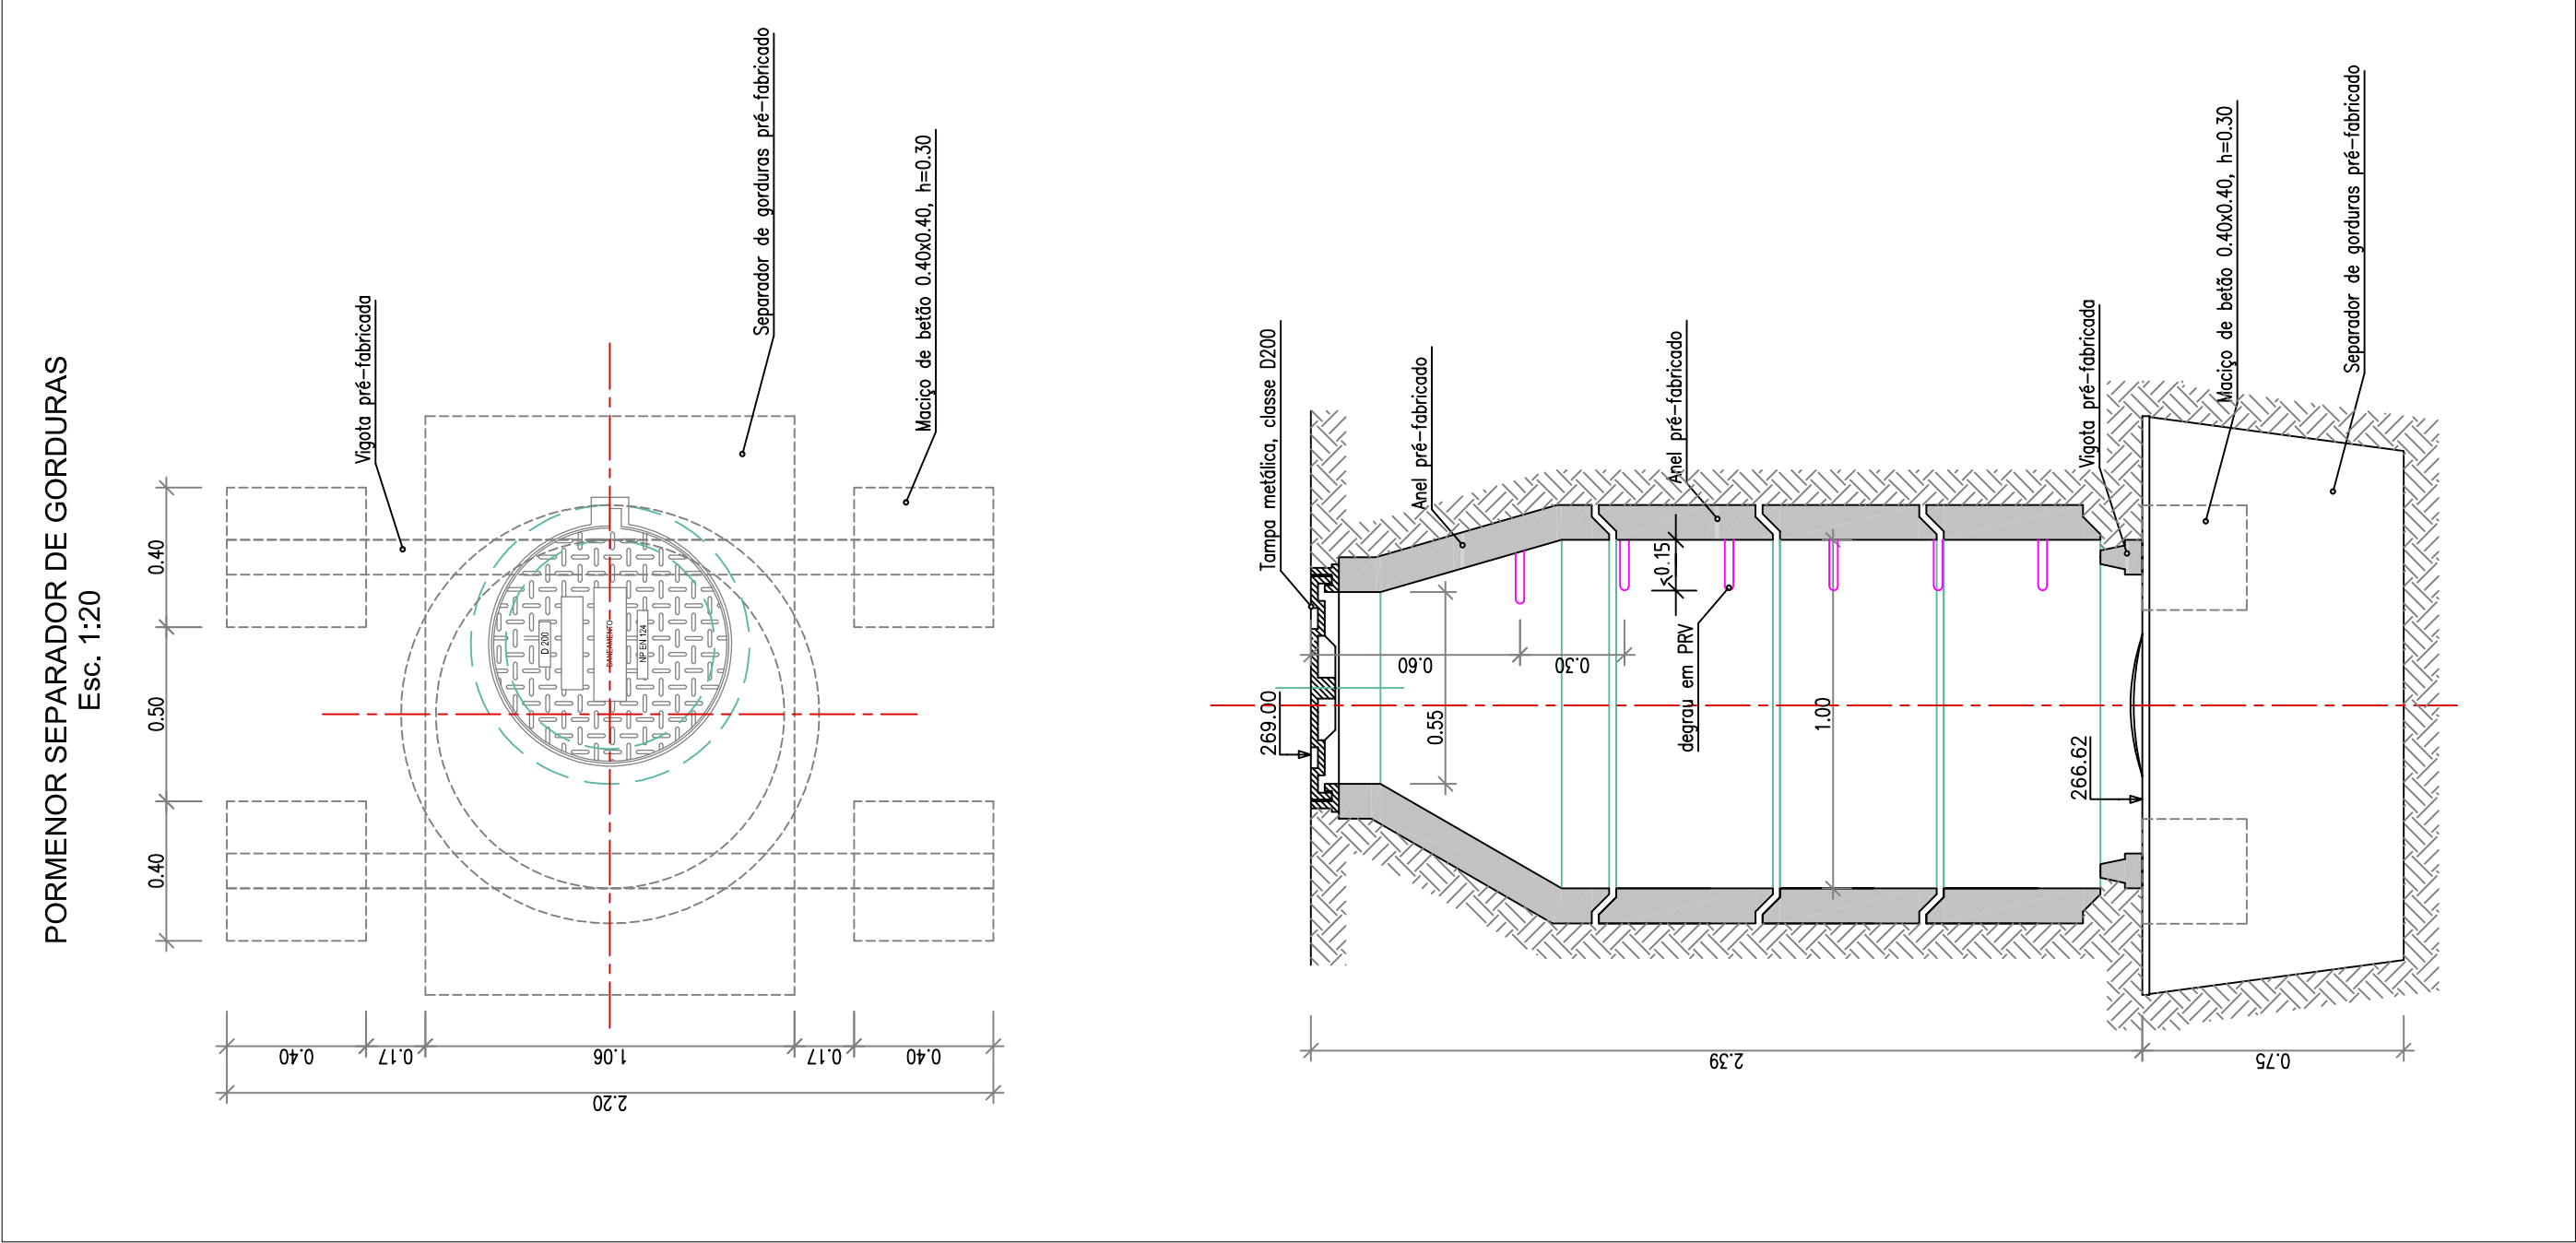 PORMENOR SEPARADOR DE GORDURAS
Esc. 1:20
0.40
0.50
0.40
Vigota pré-fabricada
Separador de gorduras pré-fabricado
Maciço de betão 0.40x0.40, h=0.30
D 200
SANEAMENTO
NP EN 124
0.40
0.17
1.06
0.17
0.40
2.20
Tampa metálica, classe D200
269.00
Anel pré-fabricado
0.60
0.30
0.55
Anel pré-fabricado
<0.15
degrau em PRV
1.00
Vigota pré-fabricada
266.62
Maciço de betão 0.40x0.40, h=0.30
Separador de gorduras pré-fabricado
2.39
0.75